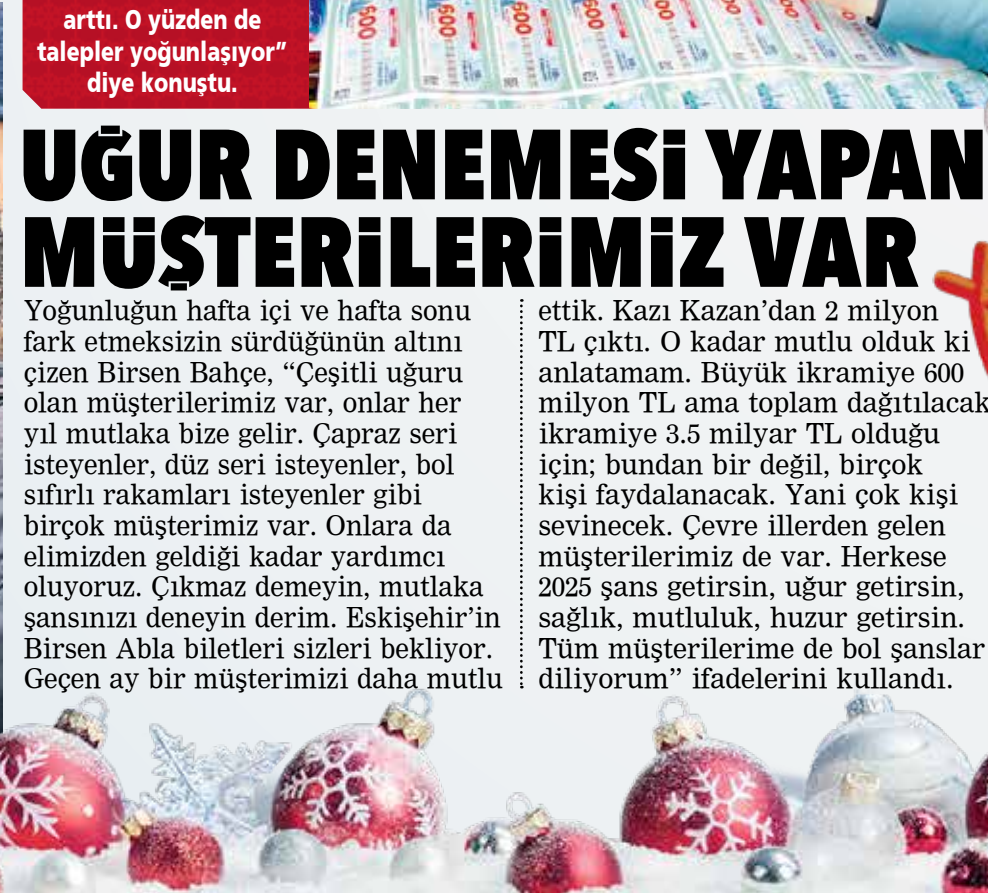 arttı. O yüzden de
talepler yoğunlaşıyor”
diye konuştu.
UĞUR DENEMESİ YAPAN
MÜŞTERİLERİMİZ VAR
Yoğunluğun hafta içi ve hafta sonu
fark etmeksizin sürdüğünün altını
çizen Birsen Bahçe, “Çeşitli uğuru
olan müşterilerimiz var, onlar her
yıl mutlaka bize gelir. Çapraz seri
isteyenler, düz seri isteyenler, bol
sıfırlı rakamları isteyenler gibi
birçok müşterimiz var. Onlara da
elimizden geldiği kadar yardımcı
oluyoruz. Çıkmaz demeyin, mutlaka
şansınızı deneyin derim. Eskişehir’in
Birsen Abla biletleri sizleri bekliyor.
Geçen ay bir müşterimizi daha mutlu
ettik. Kazı Kazan’dan 2 milyon
TL çıktı. O kadar mutlu olduk ki
anlatamam. Büyük ikramiye 600
milyon TL ama toplam dağıtılacak
ikramiye 3.5 milyar TL olduğu
için; bundan bir değil, birçok
kişi faydalanacak. Yani çok kişi
sevinecek. Çevre illerden gelen
müşterilerimiz de var. Herkese
2025 şans getirsin, uğur getirsin,
sağlık, mutluluk, huzur getirsin.
Tüm müşterilerime de bol şanslar
diliyorum” ifadelerini kullandı.